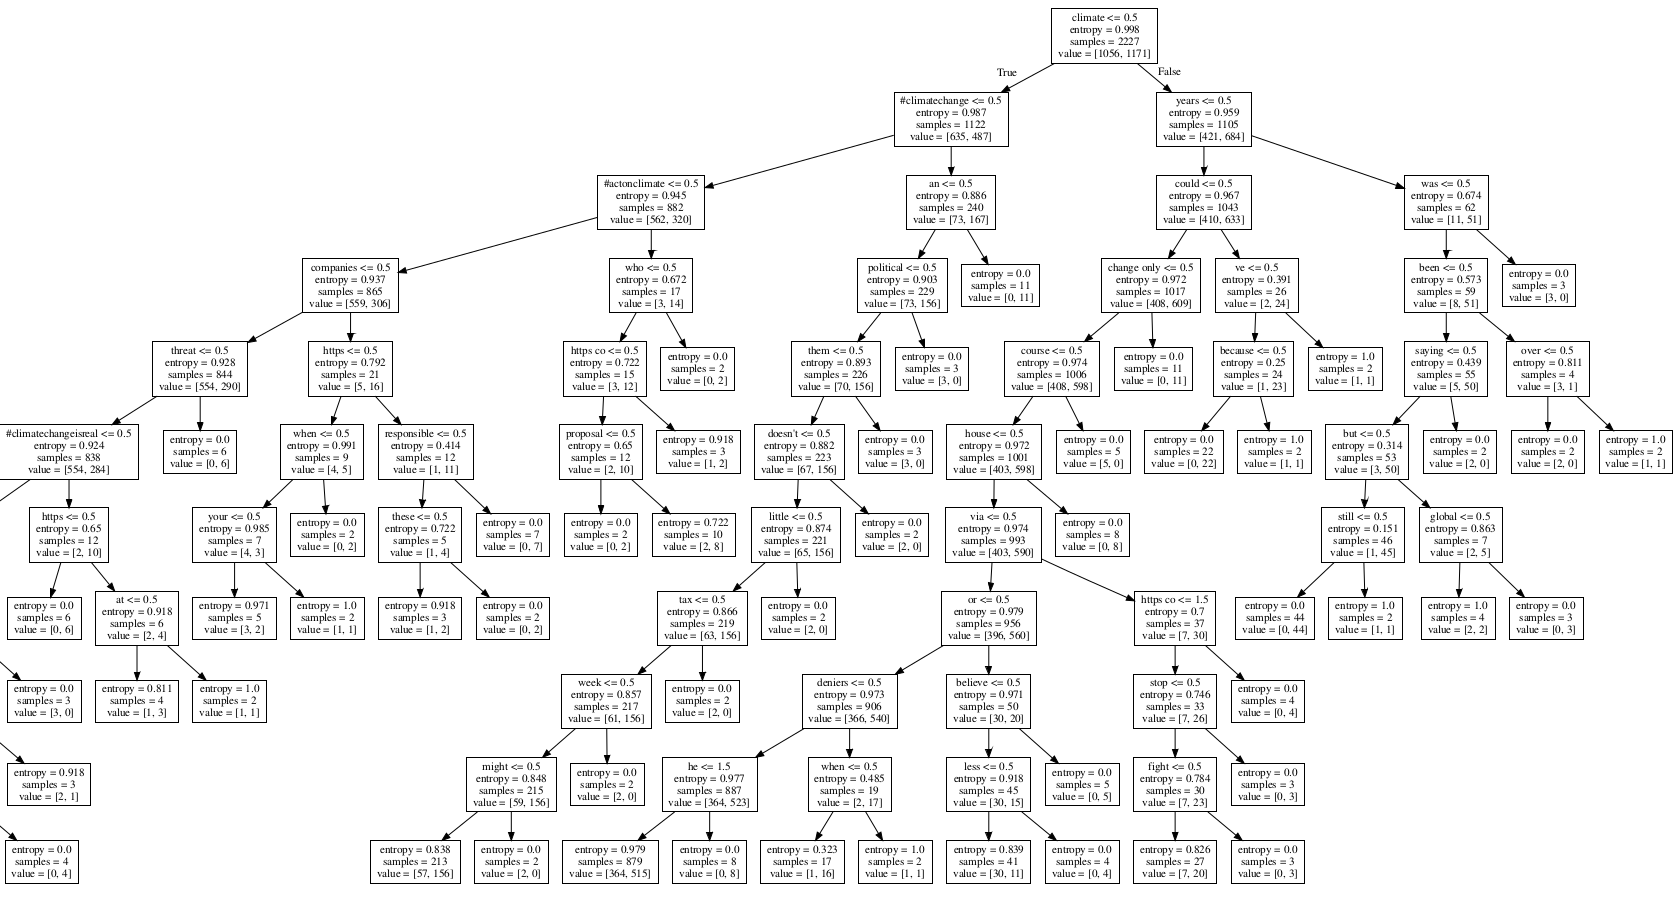 climate <= 0.5
entropy = 0.998
samples = 2227
value = [1056, 1171]
True
False
#climatechange <= 0.5
entropy = 0.987
samples = 1122
value = [635, 487]
years <= 0.5
entropy = 0.959
samples = 1105
value = [421, 684]
#actonclimate <= 0.5
entropy = 0.945
samples = 882
value = [562, 320]
an <= 0.5
entropy = 0.886
samples = 240
value = [73, 167]
could <= 0.5
entropy = 0.967
samples = 1043
value = [410, 633]
was <= 0.5
entropy = 0.674
samples = 62
value = [11, 51]
companies <= 0.5
entropy = 0.937
samples = 865
value = [559, 306]
who <= 0.5
entropy = 0.672
samples = 17
value = [3, 14]
political <= 0.5
entropy = 0.903
samples = 229
value = [73, 156]
entropy = 0.0
samples = 11
value = [0, 11]
change only <= 0.5
entropy = 0.972
samples = 1017
value = [408, 609]
ve <= 0.5
entropy = 0.391
samples = 26
value = [2, 24]
been <= 0.5
entropy = 0.573
samples = 59
value = [8, 51]
entropy = 0.0
samples = 3
value = [3, 0]
threat <= 0.5
entropy = 0.928
samples = 844
value = [554, 290]
https <= 0.5
entropy = 0.792
samples = 21
value = [5, 16]
https co <= 0.5
entropy = 0.722
samples = 15
value = [3, 12]
entropy = 0.0
samples = 2
value = [0, 2]
them <= 0.5
entropy = 0.893
samples = 226
value = [70, 156]
entropy = 0.0
samples = 3
value = [3, 0]
course <= 0.5
entropy = 0.974
samples = 1006
value = [408, 598]
entropy = 0.0
samples = 11
value = [0, 11]
because <= 0.5
entropy = 0.25
samples = 24
value = [1, 23]
entropy = 1.0
samples = 2
value = [1, 1]
saying <= 0.5
entropy = 0.439
samples = 55
value = [5, 50]
over <= 0.5
entropy = 0.811
samples = 4
value = [3, 1]
#climatechangeisreal <= 0.5
entropy = 0.924
samples = 838
value = [554, 284]
entropy = 0.0
samples = 6
value = [0, 6]
when <= 0.5
entropy = 0.991
samples = 9
value = [4, 5]
responsible <= 0.5
entropy = 0.414
samples = 12
value = [1, 11]
proposal <= 0.5
entropy = 0.65
samples = 12
value = [2, 10]
entropy = 0.918
samples = 3
value = [1, 2]
doesn't <= 0.5
entropy = 0.882
samples = 223
value = [67, 156]
entropy = 0.0
samples = 3
value = [3, 0]
house <= 0.5
entropy = 0.972
samples = 1001
value = [403, 598]
entropy = 0.0
samples = 5
value = [5, 0]
entropy = 0.0
samples = 22
value = [0, 22]
entropy = 1.0
samples = 2
value = [1, 1]
but <= 0.5
entropy = 0.314
samples = 53
value = [3, 50]
entropy = 0.0
samples = 2
value = [2, 0]
entropy = 0.0
samples = 2
value = [2, 0]
entropy = 1.0
samples = 2
value = [1, 1]
https <= 0.5
entropy = 0.65
samples = 12
value = [2, 10]
your <= 0.5
entropy = 0.985
samples = 7
value = [4, 3]
entropy = 0.0
samples = 2
value = [0, 2]
these <= 0.5
entropy = 0.722
samples = 5
value = [1, 4]
entropy = 0.0
samples = 7
value = [0, 7]
entropy = 0.0
samples = 2
value = [0, 2]
entropy = 0.722
samples = 10
value = [2, 8]
little <= 0.5
entropy = 0.874
samples = 221
value = [65, 156]
entropy = 0.0
samples = 2
value = [2, 0]
via <= 0.5
entropy = 0.974
samples = 993
value = [403, 590]
entropy = 0.0
samples = 8
value = [0, 8]
still <= 0.5
entropy = 0.151
samples = 46
value = [1, 45]
global <= 0.5
entropy = 0.863
samples = 7
value = [2, 5]
entropy = 0.0
samples = 6
value = [0, 6]
at <= 0.5
entropy = 0.918
samples = 6
value = [2, 4]
entropy = 0.971
samples = 5
value = [3, 2]
entropy = 1.0
samples = 2
value = [1, 1]
entropy = 0.918
samples = 3
value = [1, 2]
entropy = 0.0
samples = 2
value = [0, 2]
tax <= 0.5
entropy = 0.866
samples = 219
value = [63, 156]
entropy = 0.0
samples = 2
value = [2, 0]
or <= 0.5
entropy = 0.979
samples = 956
value = [396, 560]
https co <= 1.5
entropy = 0.7
samples = 37
value = [7, 30]
entropy = 0.0
samples = 44
value = [0, 44]
entropy = 1.0
samples = 2
value = [1, 1]
entropy = 1.0
samples = 4
value = [2, 2]
entropy = 0.0
samples = 3
value = [0, 3]
entropy = 0.0
samples = 3
value = [3, 0]
entropy = 0.811
samples = 4
value = [1, 3]
entropy = 1.0
samples = 2
value = [1, 1]
week <= 0.5
entropy = 0.857
samples = 217
value = [61, 156]
entropy = 0.0
samples = 2
value = [2, 0]
deniers <= 0.5
entropy = 0.973
samples = 906
value = [366, 540]
believe <= 0.5
entropy = 0.971
samples = 50
value = [30, 20]
stop <= 0.5
entropy = 0.746
samples = 33
value = [7, 26]
entropy = 0.0
samples = 4
value = [0, 4]
entropy = 0.918
samples = 3
value = [2, 1]
might <= 0.5
entropy = 0.848
samples = 215
value = [59, 156]
entropy = 0.0
samples = 2
value = [2, 0]
he <= 1.5
entropy = 0.977
samples = 887
value = [364, 523]
when <= 0.5
entropy = 0.485
samples = 19
value = [2, 17]
less <= 0.5
entropy = 0.918
samples = 45
value = [30, 15]
entropy = 0.0
samples = 5
value = [0, 5]
fight <= 0.5
entropy = 0.784
samples = 30
value = [7, 23]
entropy = 0.0
samples = 3
value = [0, 3]
entropy = 0.0
samples = 4
value = [0, 4]
entropy = 0.838
samples = 213
value = [57, 156]
entropy = 0.0
samples = 2
value = [2, 0]
entropy = 0.979
samples = 879
value = [364, 515]
entropy = 0.0
samples = 8
value = [0, 8]
entropy = 0.323
samples = 17
value = [1, 16]
entropy = 1.0
samples = 2
value = [1, 1]
entropy = 0.839
samples = 41
value = [30, 11]
entropy = 0.0
samples = 4
value = [0, 4]
entropy = 0.826
samples = 27
value = [7, 20]
entropy = 0.0
samples = 3
value = [0, 3]